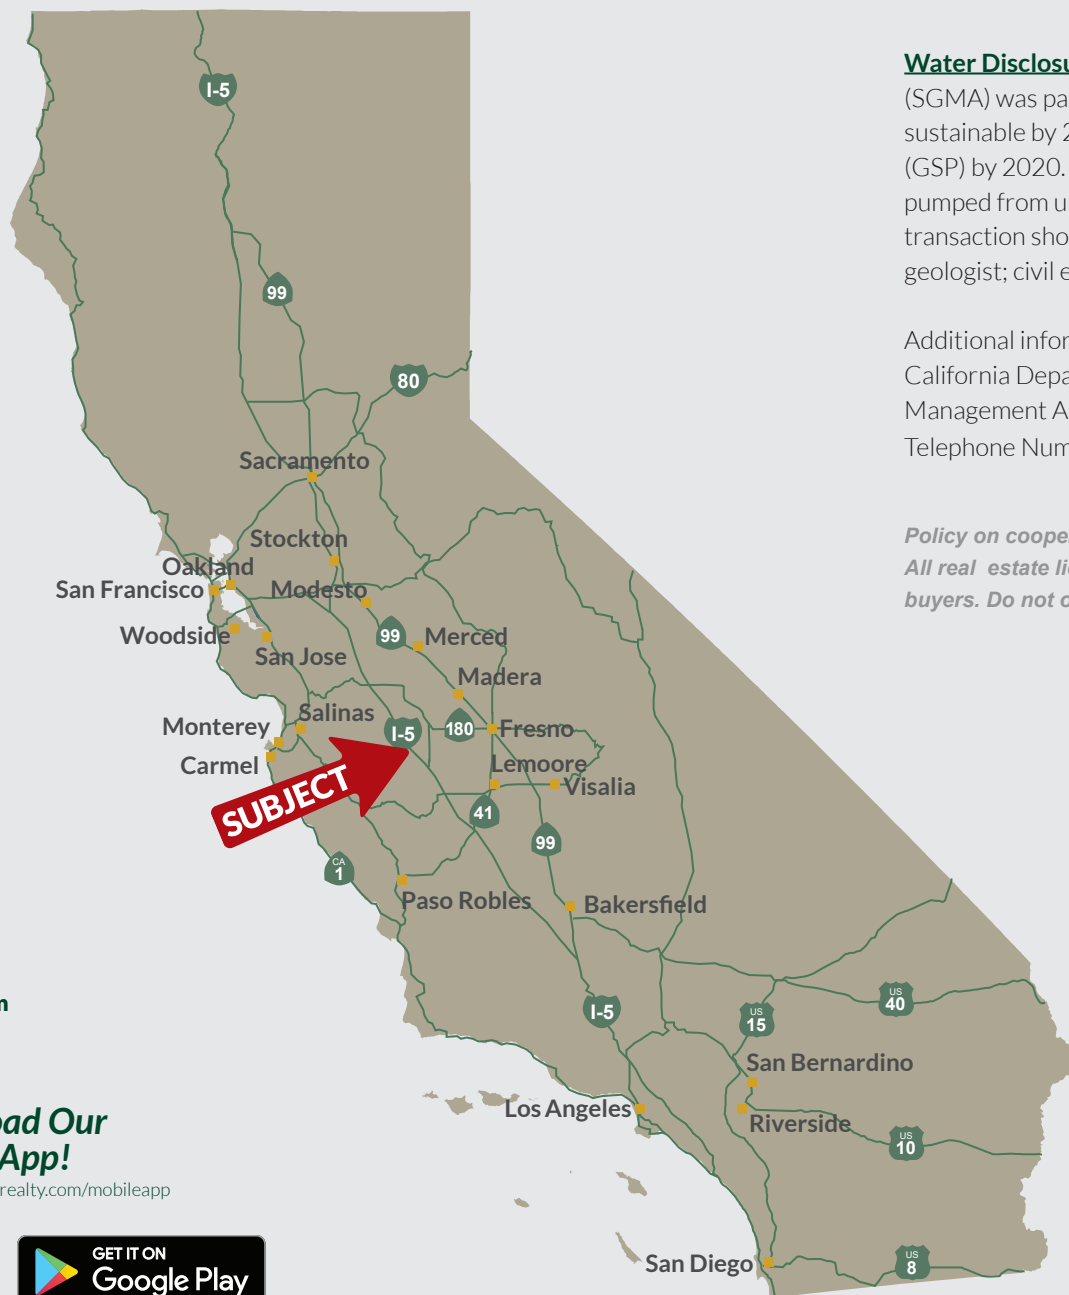 I-5
99
80
Sacramento
Stockton
Oakland
San Francisco
Modesto
Woodside
99
Merced
San Jose
Madera
Salinas
Monterey
I-5
180
Fresno
Carmel
Lemoore
Visalia
SUBJECT
41
99
CA
1
Paso Robles
Bakersfield
I-5
US
40
US
15
San Bernardino
Los Angeles
Riverside
US
10
San Diego
US
8
Water Disclosu
(SGMA) was pa
sustainable by 2
(GSP) by 2020.
pumped from u
transaction sho
geologist; civil e
Additional infor
California Depa
Management A
Telephone Num
Policy on coope
All real estate li
buyers. Do not
ad Our
App!
realty.com/mobileapp
GET IT ON
Google Play